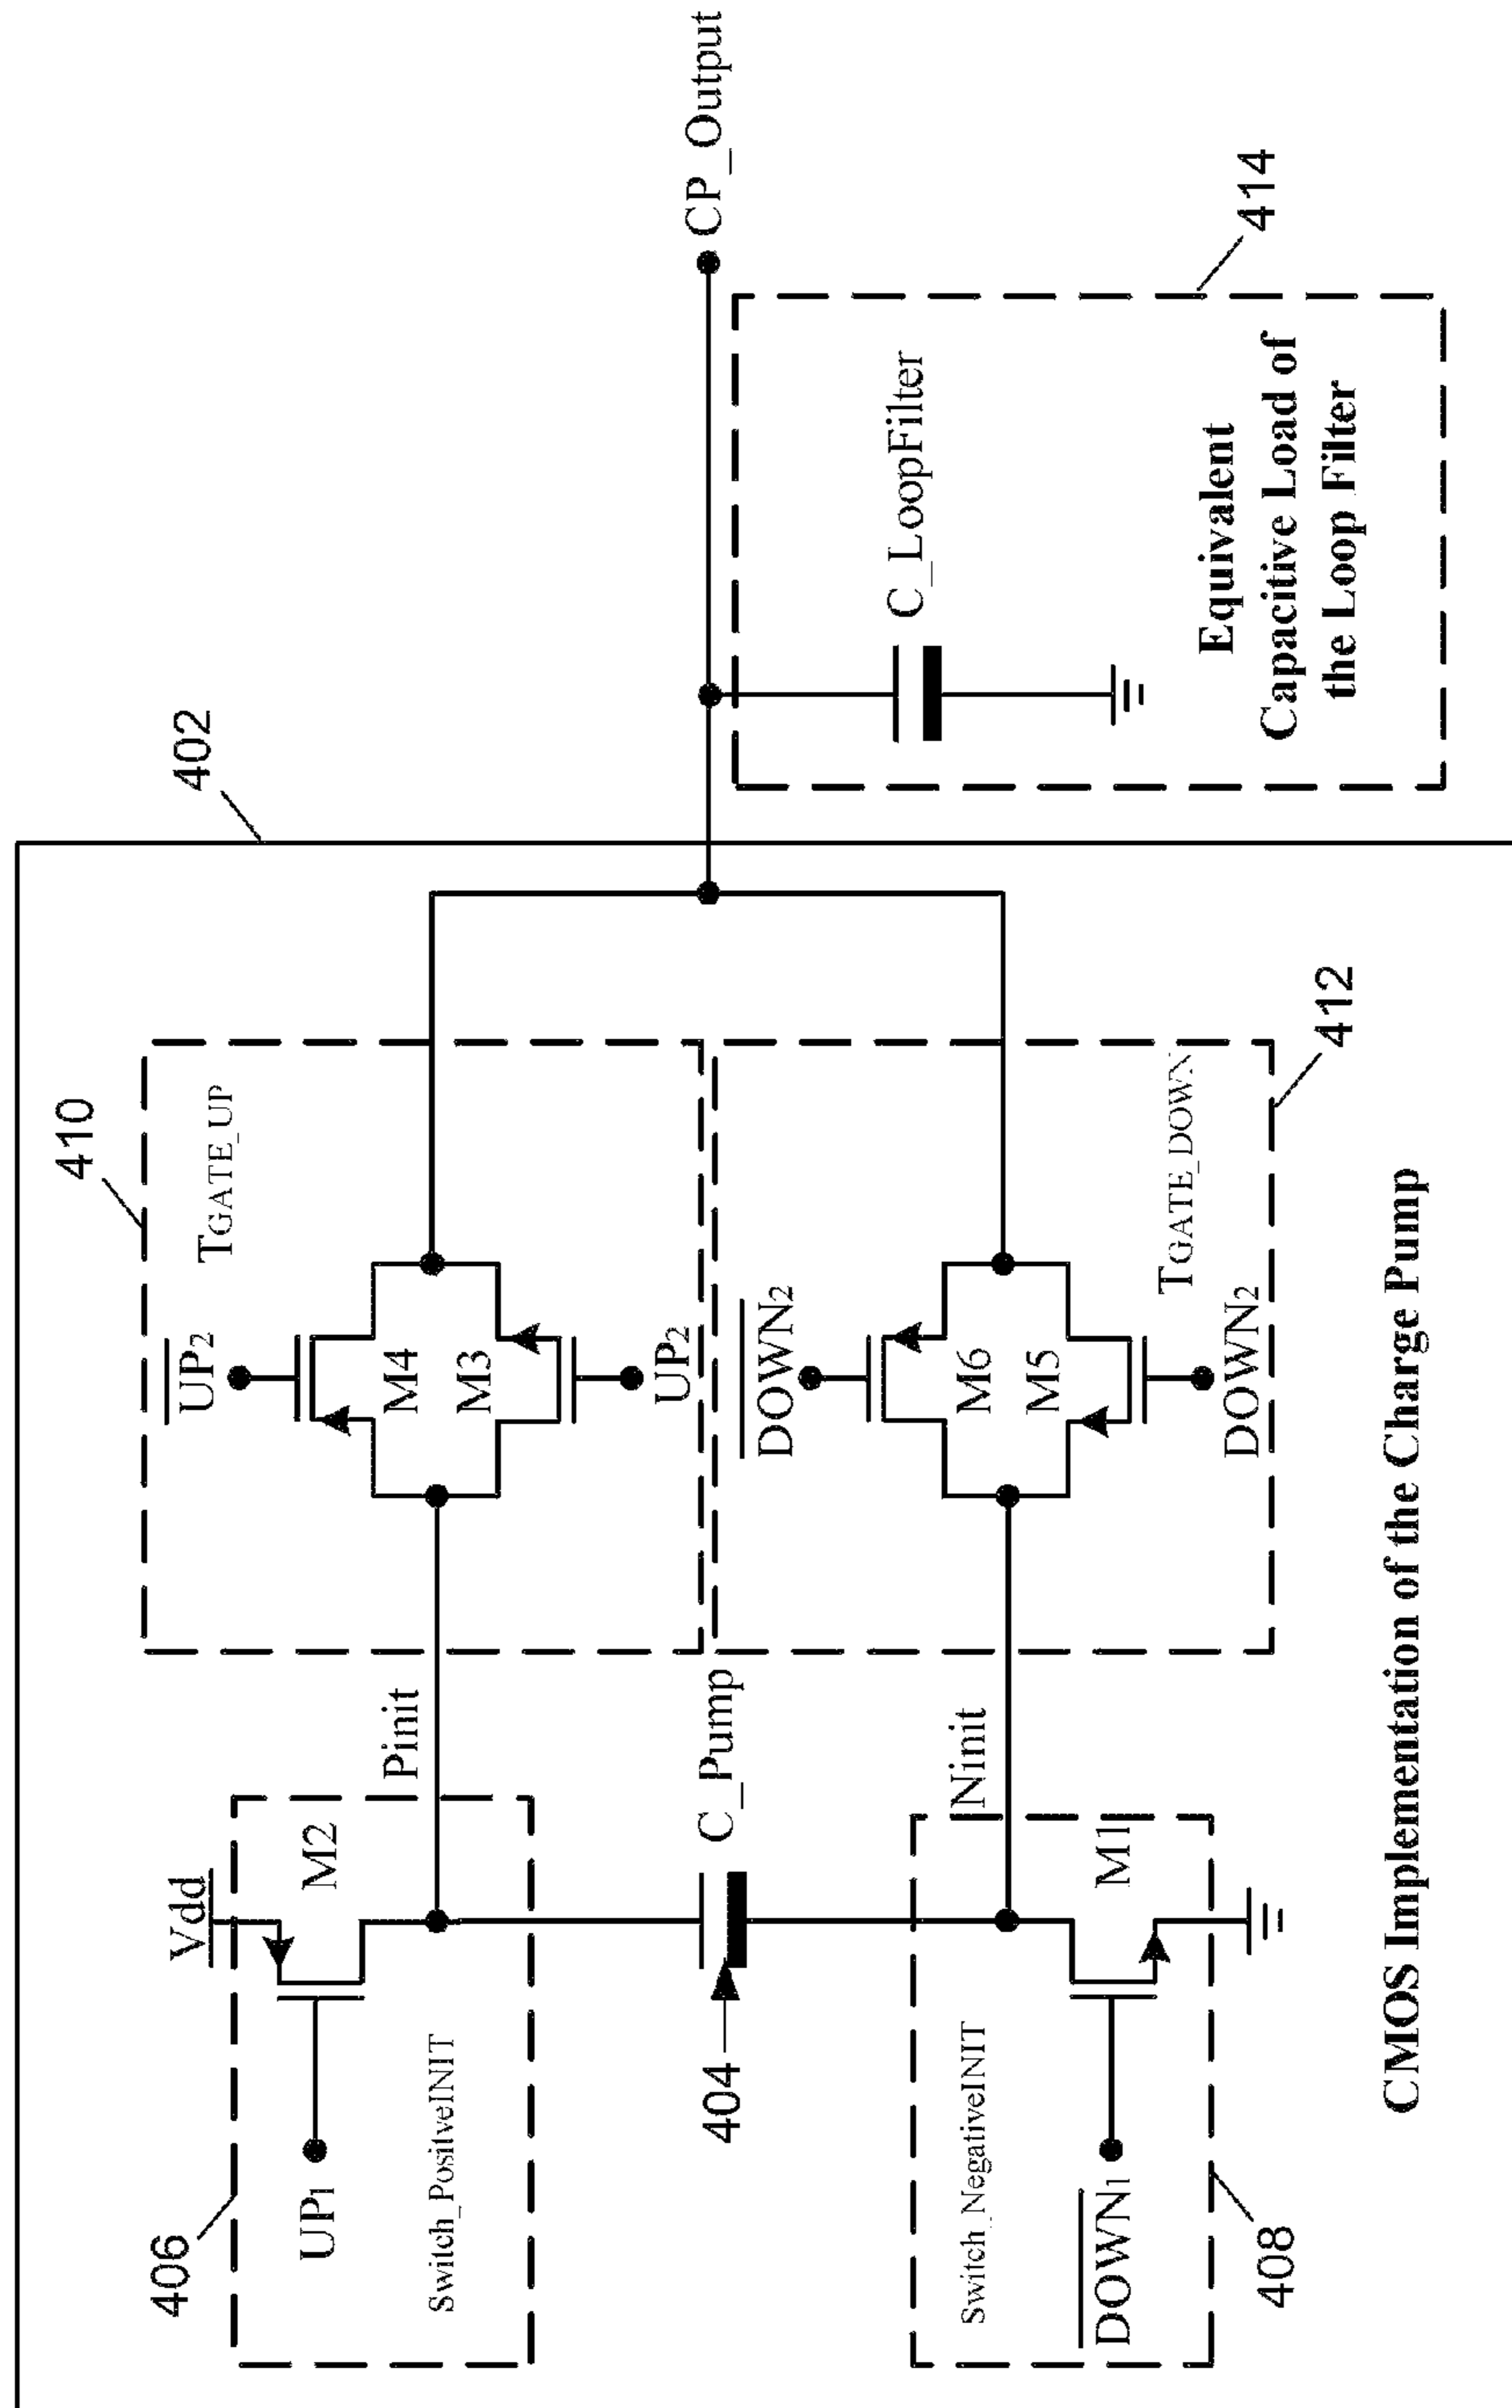 402
410
406
Vdd
M2
UP1
Switch_PositveINIT
Pinit
UP2
M4
M3
UP2
TGATE_UP
CP_Output
404
C_Pump
DOWN2
M6
M5
DOWN2
TGATE_DOWN
Ninit
Switch_NegativeINIT
M1
DOWN1
408
412
C_LoopFilter
Equivalent
Capacitive Load of
the Loop Filter
414
CMOS Implementation of the Charge Pump